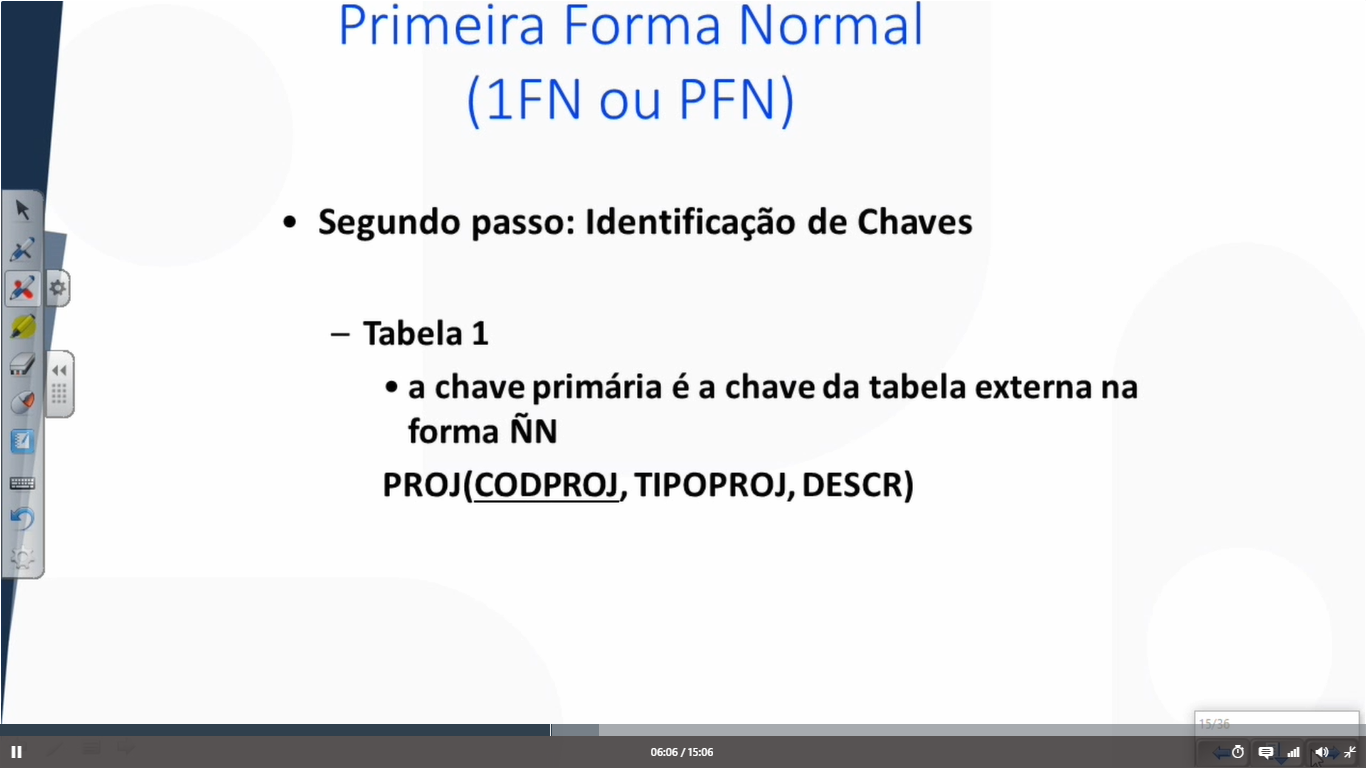 Primeira Forma Normal
(1FN ou PFN)
• Segundo passo: Identificação de Chaves
– Tabela 1
• a chave primária é a chave da tabela externa na
forma ÑN
PROJ(CODPROJ, TIPOPROJ, DESCR)
15/36
06:06 / 15:06